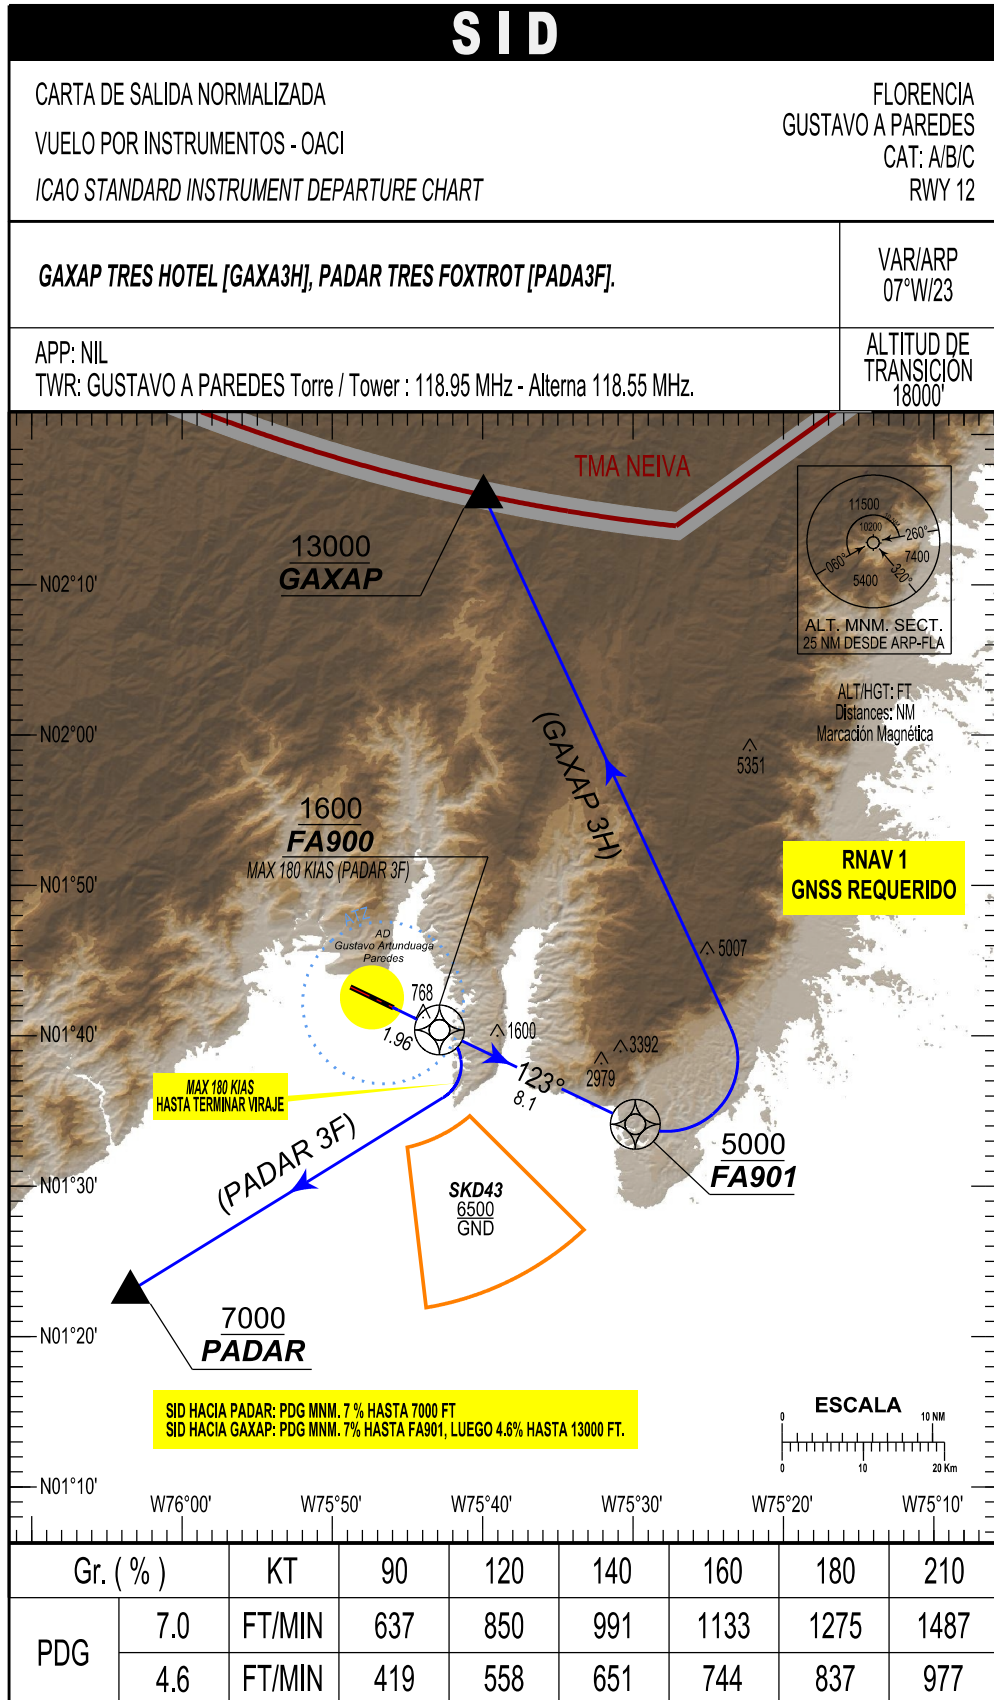 SID
CARTA DE SALIDA NORMALIZADA
VUELO POR INSTRUMENTOS - OACI
ICAO STANDARD INSTRUMENT DEPARTURE CHART
FLORENCIA
GUSTAVO A PAREDES
CAT: A/B/C
RWY 12
GAXAP TRES HOTEL [GAXA3H], PADAR TRES FOXTROT [PADA3F].
VAR/ARP
07°W/23
APP: NIL
TWR: GUSTAVO A PAREDES Torre / Tower : 118.95 MHz - Alterna 118.55 MHz.
ALTITUD DE
TRANSICIÓN
18000'
TMA NEIVA
11500
10200
260°
060°
7400
5400
320°
ALT. MNM. SECT.
25 NM DESDE ARP-FLA
13000
GAXAP
N02°10'
ALT/HGT: FT
Distances: NM
Marcación Magnética
N02°00'
(GAXAP 3H)
5351
1600
FA900
MAX 180 KIAS (PADAR 3F)
RNAV 1
GNSS REQUERIDO
N01°50'
AD
Gustavo Artunduaga
Paredes
5007
768
1600
N01°40'
1.96
3392
2979
123°
8.1
MAX 180 KIAS
HASTA TERMINAR VIRAJE
(PADAR 3F)
5000
FA901
N01°30'
SKD43
6500
GND
7000
PADAR
N01°20'
SID HACIA PADAR: PDG MNM. 7 % HASTA 7000 FT
SID HACIA GAXAP: PDG MNM. 7% HASTA FA901, LUEGO 4.6% HASTA 13000 FT.
ESCALA
0 10 NM
0 10 20 Km
N01°10'
W76°00' W75°50' W75°40' W75°30' W75°20' W75°10'
Gr. ( % ) KT 90 120 140 160 180 210
PDG
7.0 FT/MIN 637 850 991 1133 1275 1487
4.6 FT/MIN 419 558 651 744 837 977